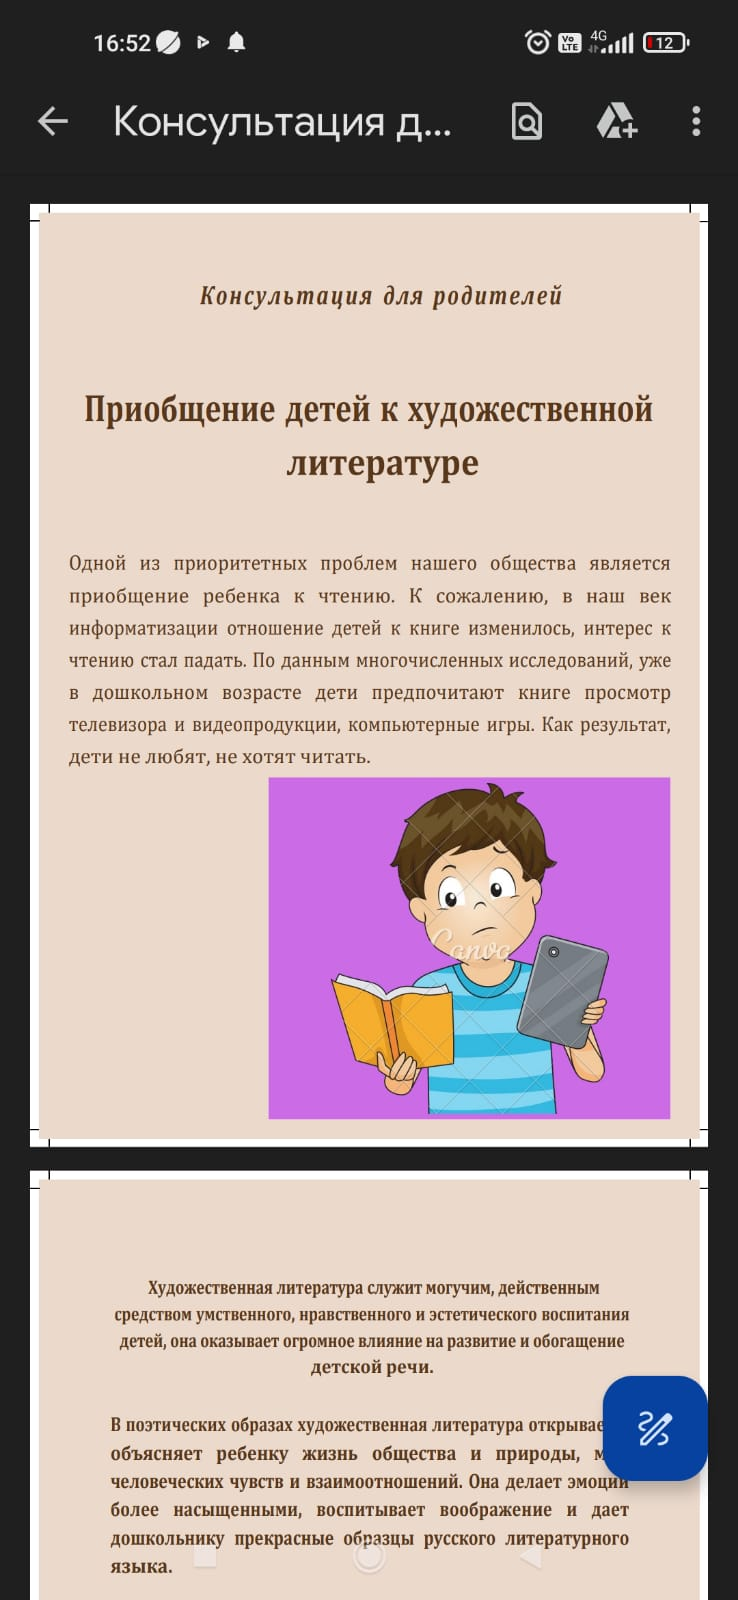 16:52
Vo LTE
4G
12
Консультация д...
Консультация для родителей
Приобщение детей к художественной
литературе
Одной из приоритетных проблем нашего общества является
приобщение ребенка к чтению. К сожалению, в наш век
информатизации отношение детей к книге изменилось, интерес к
чтению стал падать. По данным многочисленных исследований, уже
в дошкольном возрасте дети предпочитают книге просмотр
телевизора и видеопродукции, компьютерные игры. Как результат,
дети не любят, не хотят читать.
Canva
Художественная литература служит могучим, действенным
средством умственного, нравственного и эстетического воспитания
детей, она оказывает огромное влияние на развитие и обогащение
детской речи.
В поэтических образах художественная литература открывае
объясняет ребенку жизнь общества и природы,
человеческих чувств и взаимоотношений. Она делает эмоции
более насыщенными, воспитывает воображение и дает
дошкольнику прекрасные образцы русского литературного
языка.